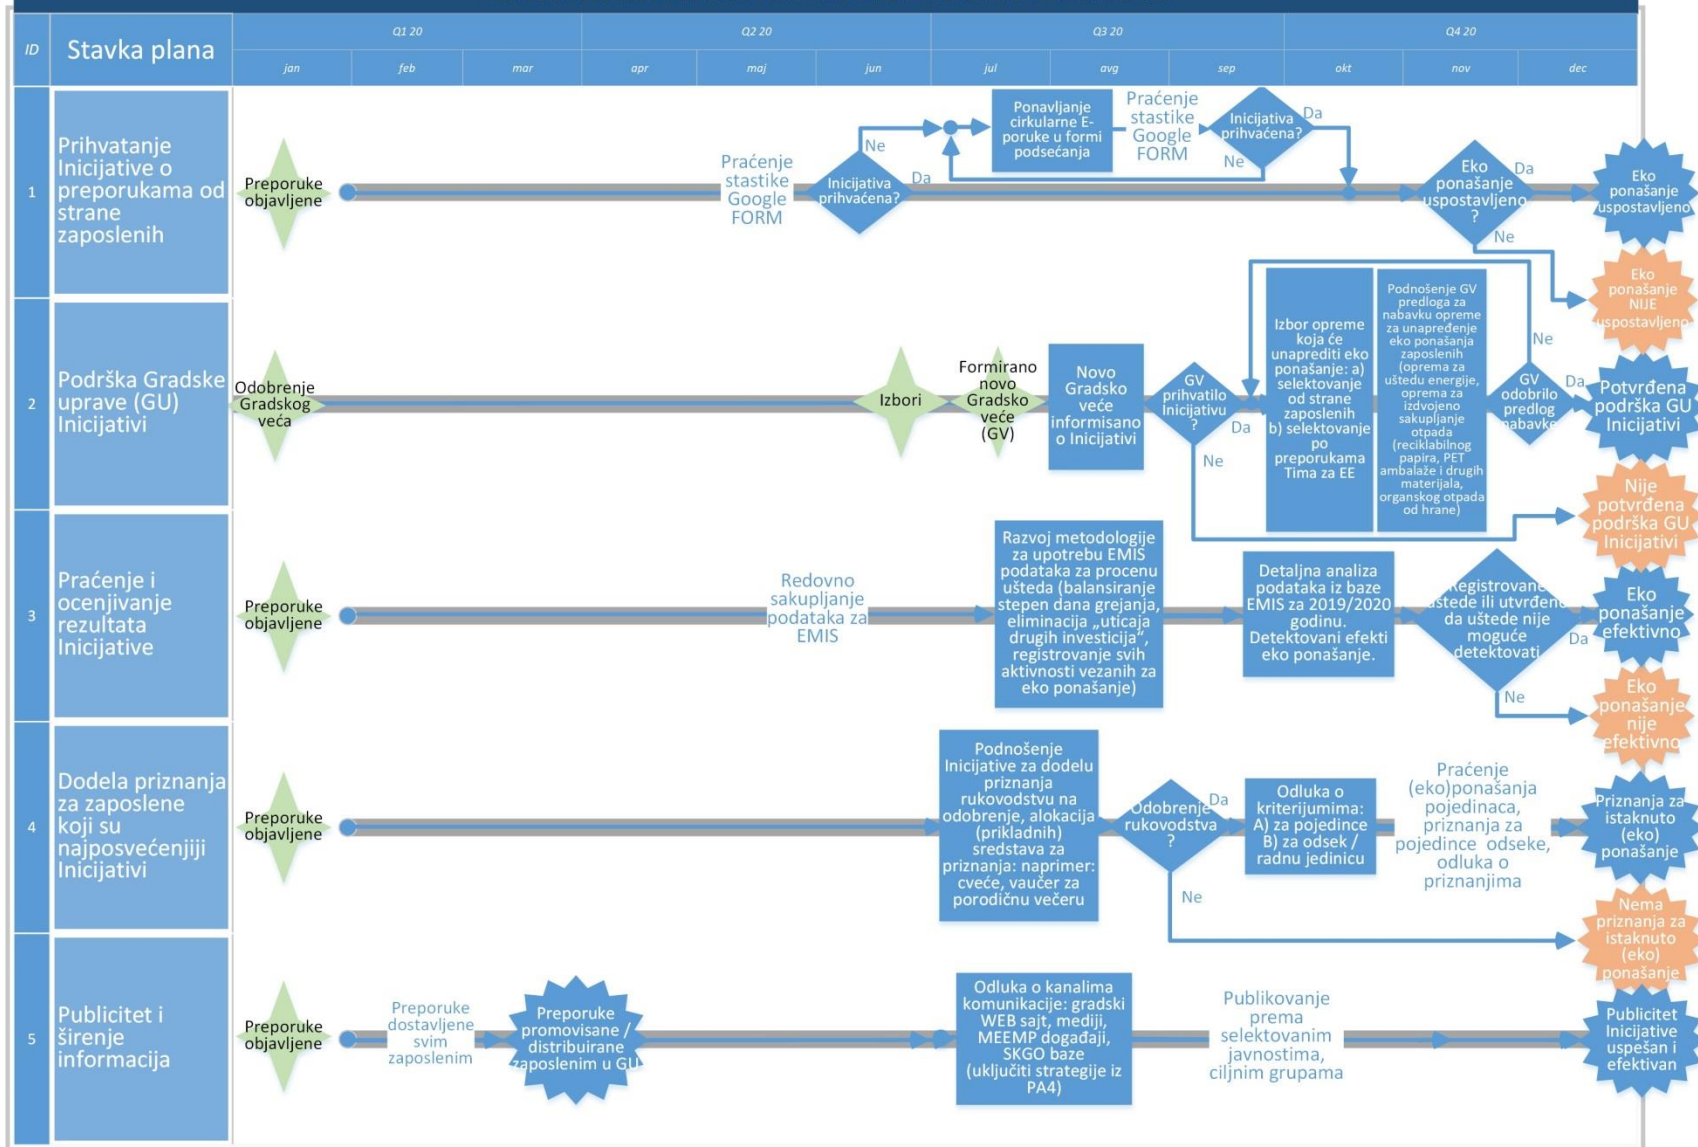 ID
Stavka plana
Q1 20
Q2 20
Q3 20
Q4 20
jan
feb
mar
apr
maj
jun
jul
avg
sep
okt
nov
dec
1
Prihvatanje
Inicijative o
preporukama od
strane
zaposlenih
Preporuke
objavljene
Praćenje
stastike
Google
FORM
Inicijativa
prihvaćena?
Ne
Da
Ponavljanje
cirkularne E-
poruke u formi
podsećanja
Praćenje
stastike
Google
FORM
Inicijativa
prihvaćena?
Da
Ne
Eko
ponašanje
uspostavljeno
?
Da
Ne
Eko
ponašanje
uspostavljeno
Eko
ponašanje
NIJE
uspostavljeno
2
Podrška Gradske
uprave (GU)
Inicijativi
Odobrenje
Gradskog
veća
Izbori
Formirano
novo
Gradsko
veće
(GV)
Novo
Gradsko
veće
informisano
o Inicijativi
GV
prihvatilo
Inicijativu
?
Da
Ne
Izbor opreme
koja će
unaprediti eko
ponašanje: a)
selektovanje
od strane
zaposlenih
b) selektovanje
po
preporukama
Tima za EE
Podnošenje GV
predloga za
nabavku opreme
za unapređenje
eko ponašanja
zaposlenih
(oprema za
uštedu energije,
oprema za
izdvojeno
sakupljanje
otpada
(reciklabilnog
papira, PET
ambalaže i drugih
materijala,
organskog otpada
od hrane)
Ne
GV
odobrilo
predlog
nabavke
Da
Potvrđena
podrška GU
Inicijativi
Nije
potvrđena
podrška GU
Inicijativi
3
Praćenje i
ocenjivanje
rezultata
Inicijative
Preporuke
objavljene
Redovno
sakupljanje
podataka za
EMIS
Razvoj metodologije
za upotrebu EMIS
podataka za procenu
ušteda (balansiranje
stepen dana grejanja,
eliminacija „uticaja
drugih investicija“,
registrovanje svih
aktivnosti vezanih za
eko ponašanje)
Detaljna analiza
podataka iz baze
EMIS za 2019/2020
godinu.
Detektovani efekti
eko ponašanje.
Registrovane
uštede ili utvrđeno
da uštede nije
moguće
detektovati
Da
Ne
Eko
ponašanje
efektivno
Eko
ponašanje
nije
efektivno
4
Dodela priznanja
za zaposlene
koji su
najposvećenjiji
Inicijativi
Preporuke
objavljene
Podnošenje
Inicijative za dodelu
priznanja
rukovodstvu na
odobrenje, alokacija
(prikladnih)
sredstava za
priznanja: naprimer:
cveće, vaučer za
porodičnu večeru
Odobrenje
rukovodstva
?
Da
Ne
Odluka o
kriterijumima:
A) za pojedince
B) za odsek /
radnu jedinicu
Praćenje
(eko)ponašanja
pojedinaca,
priznanja za
pojedince odseke,
odluka o
priznanjima
Priznanja za
istaknuto
(eko)
ponašanje
Nema
priznanja za
istaknuto
(eko)
ponašanje
5
Publicitet i
širenje
informacija
Preporuke
objavljene
Preporuke
dostavljene
svim
zaposlenim
Preporuke
promovisane /
distribuirane
zaposlenim u GU
Odluka o kanalima
komunikacije: gradski
WEB sajt, mediji,
MEEMP događaji,
SKGO baze
(uključiti strategije iz
PA4)
Publikovanje
prema
selektovanim
javnostima,
ciljnim grupama
Publicitet
Inicijative
uspešan i
efektivan